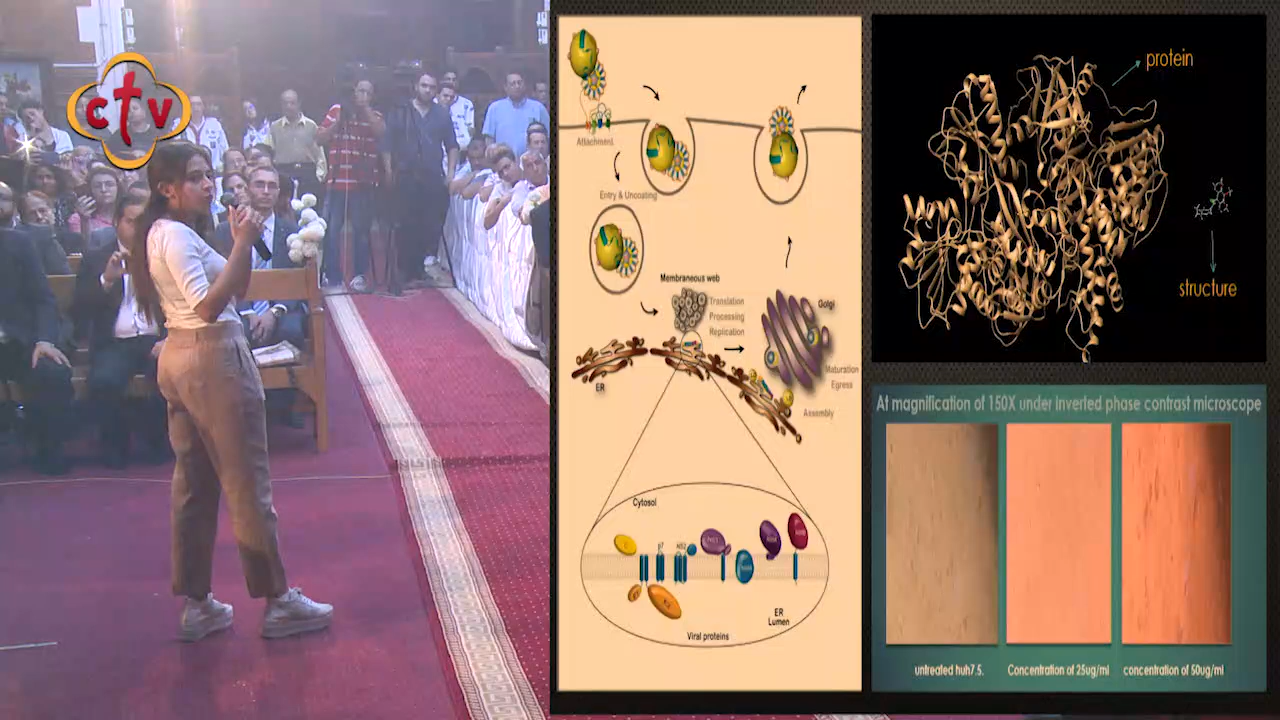 ctv
Attachment
Entry & Uncoating
Membraneous web
Translation
Processing
Replication
Golgi
ER
Maturation
Egress
Assembly
Cytosol
p7
NS2
ER
Lumen
Viral proteins
protein
structure
At magnification of 150X under inverted phase contrast microscope
untreated huh7.5.
Concentration of 25ug/ml
concentration of 50ug/ml